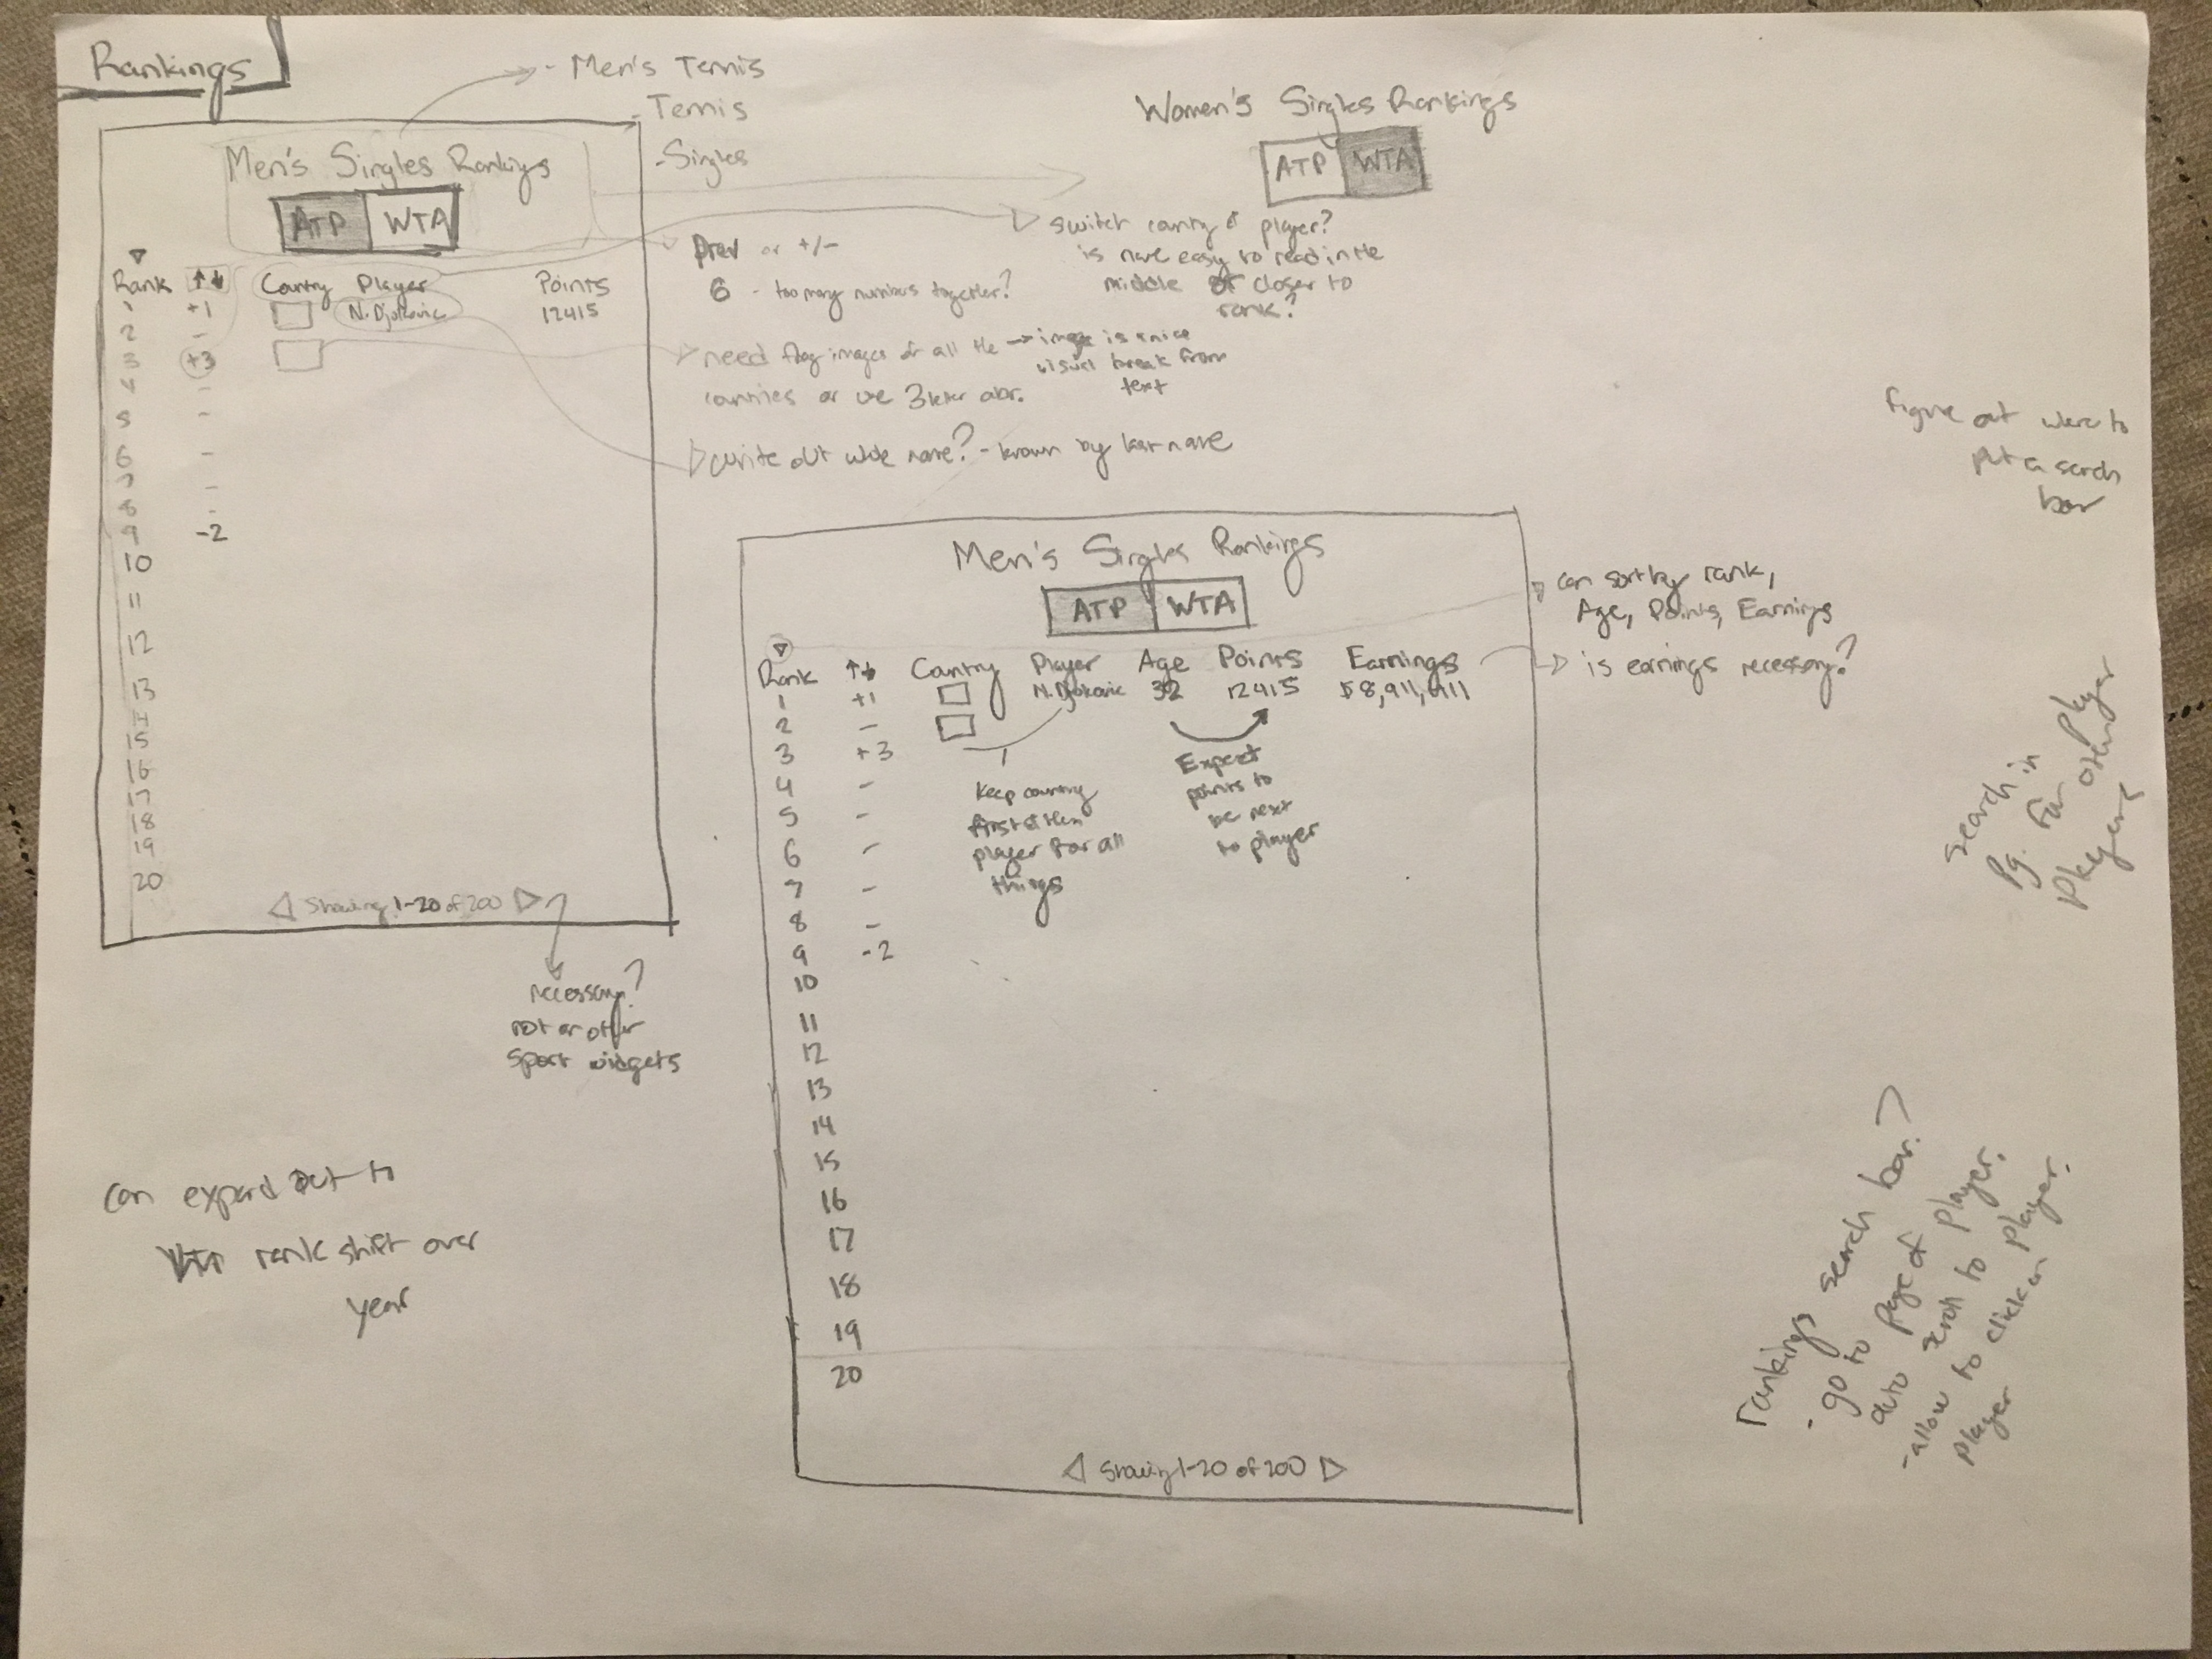 Rankings
- Men's Tennis
- Tennis
- Singles
Men's Singles Rankings
ATP WTA
Rank ↑↓ Country Player Points
1 +1 N. Djokovic 12415
2 -
3 +3
4 -
5 -
6 -
7 -
8 -
9 -2
10
11
12
13
15
16
17
18
19
20
◁ Showing 1-20 of 200 ▷
necessary?
not on other
sport widgets
can expand out to
rank shift over
year
Women's Singles Rankings
ATP WTA
switch country & player?
is name easy to read in the
middle or closer to
rank?
Prev or +/-
6 - too many numbers together?
need flag images of all the → image is a nice
visual break from
text
countries or use 3 letter abr.
write out whole name? - known by last name
Men's Singles Rankings
ATP WTA
Rank ↑↓ Country Player Age Points Earnings
1 +1 N. Djokovic 32 12415
2 -
3 +3
4 -
5 -
6 -
7 -
8 -
9 -2
10
11
12
13
14
15
16
17
18
19
20
keep country
first then
player for all
things
Expect
points to
be next
to player
◁ Showing 1-20 of 200 ▷
can sort by rank,
Age, Points, Earnings
is earnings necessary?
figure out where to
put a search
bar
search in
Pg. for player
players
rankings search bar?
- go to page of player,
auto scroll to player.
- allow to click on player.
player